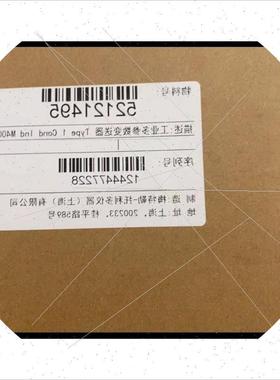 物料号:
52121495
描述:工业多参数变送器 Type 1 Cond Ind M400
序列号:
1244477228
制 造:梅特勒-托利多仪器（上海）有限公司
地 址:上海, 200233, 桂平路589号